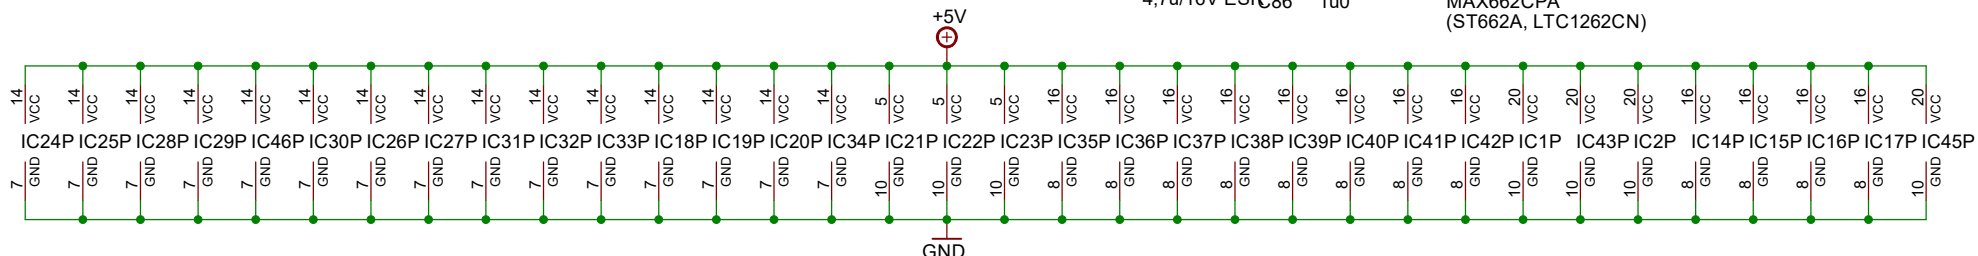 C86 1u0 MAX662CPA
(ST662A, LTC1262CN)
+5V
14 14 14 14 14 14 14 14 14 14 14 14 14 14 14 5 5 5 16 16 16 16 16 16 16 16 20 20 20 16 16 16 16 20
VCC VCC VCC VCC VCC VCC VCC VCC VCC VCC VCC VCC VCC VCC VCC VCC VCC VCC VCC VCC VCC VCC VCC VCC VCC VCC VCC VCC VCC VCC VCC VCC VCC VCC
IC24P IC25P IC28P IC29P IC46P IC30P IC26P IC27P IC31P IC32P IC33P IC18P IC19P IC20P IC34P IC21P IC22P IC23P IC35P IC36P IC37P IC38P IC39P IC40P IC41P IC42P IC1P IC43P IC2P IC14P IC15P IC16P IC17P IC45P
7 7 7 7 7 7 7 7 7 7 7 7 7 7 7 10 10 10 8 8 8 8 8 8 8 8 10 10 10 8 8 8 8 10
GND GND GND GND GND GND GND GND GND GND GND GND GND GND GND GND GND GND GND GND GND GND GND GND GND GND GND GND GND GND GND GND GND GND
GND